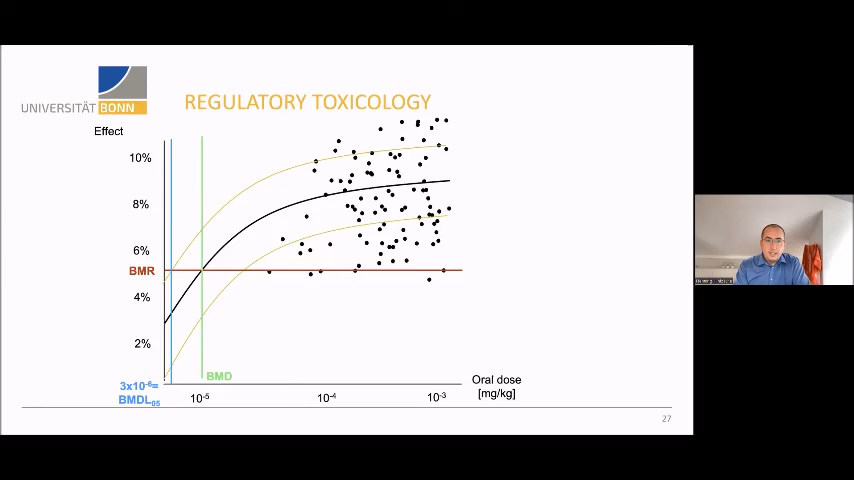 UNIVERSITÄT BONN
REGULATORY TOXICOLOGY
Effect
10%
8%
6%
BMR
4%
2%
BMD
3x10⁻⁶=
BMDL₀₅
10⁻⁵
10⁻⁴
10⁻³
Oral dose
[mg/kg]
27